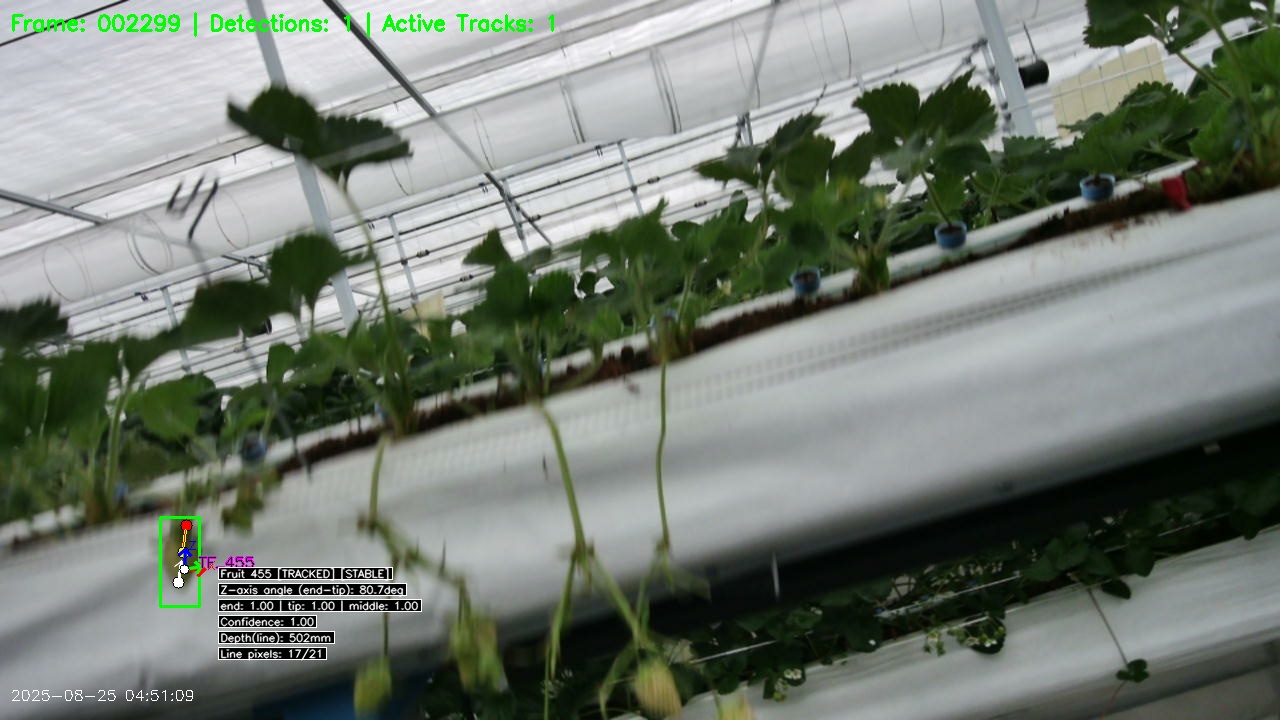 Frame: 002299 | Detections: 1 | Active Tracks: 1
TF_455
Fruit 455 [TRACKED] [STABLE]
Z-axis angle (end-tip): 80.7deg
end: 1.00 | tip: 1.00 | middle: 1.00
Confidence: 1.00
Depth(line): 502mm
Line pixels: 17/21
2025-08-25 04:51:09